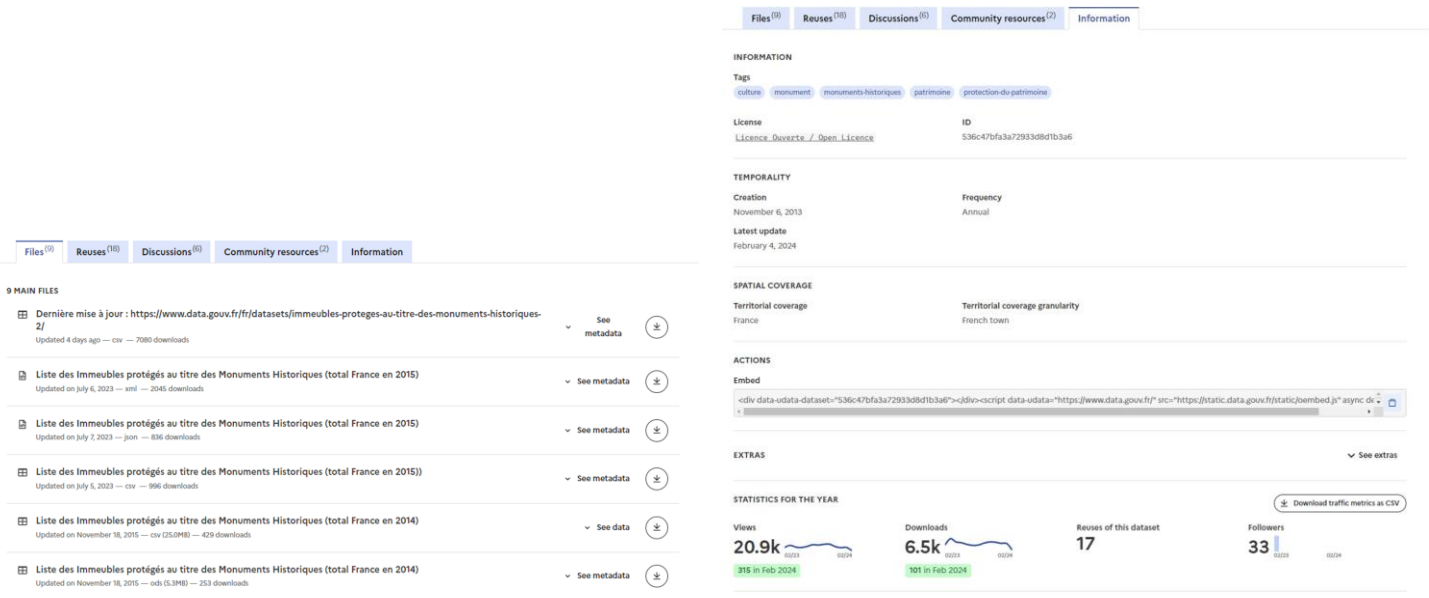 Files(9) Reuses(18) Discussions(6) Community resources(2) Information
9 MAIN FILES
Dernière mise à jour : https://www.data.gouv.fr/fr/datasets/immeubles-proteges-au-titre-des-monuments-historiques-
2/
Updated 4 days ago — csv — 7080 downloads
See
metadata
Liste des Immeubles protégés au titre des Monuments Historiques (total France en 2015)
Updated on July 6, 2023 — xml — 2045 downloads
See metadata
Liste des Immeubles protégés au titre des Monuments Historiques (total France en 2015)
Updated on July 7, 2023 — json — 836 downloads
See metadata
Liste des Immeubles protégés au titre des Monuments Historiques (total France en 2015))
Updated on July 5, 2023 — csv — 996 downloads
See metadata
Liste des Immeubles protégés au titre des Monuments Historiques (total France en 2014)
Updated on November 18, 2015 — csv (25.0MB) — 429 downloads
See data
Liste des Immeubles protégés au titre des Monuments Historiques (total France en 2014)
Updated on November 18, 2015 — ods (5.3MB) — 253 downloads
See metadata
Files(9) Reuses(18) Discussions(6) Community resources(2) Information
INFORMATION
Tags
culture monument monuments-historiques patrimoine protection-du-patrimoine
License ID
Licence Ouverte / Open Licence 536c47bfa3a72933d8d1b3a6
TEMPORALITY
Creation Frequency
November 6, 2013 Annual
Latest update
February 4, 2024
SPATIAL COVERAGE
Territorial coverage Territorial coverage granularity
France French town
ACTIONS
Embed
<div data-udata-dataset="536c47bfa3a72933d8d1b3a6"></div><script data-udata="https://www.data.gouv.fr/" src="https://static.data.gouv.fr/static/oembed.js" async de
EXTRAS See extras
STATISTICS FOR THE YEAR Download traffic metrics as CSV
Views Downloads Reuses of this dataset Followers
20.9k 6.5k 17 33
02/23 02/24 02/23 02/24 02/23 02/24
315 in Feb 2024 101 in Feb 2024